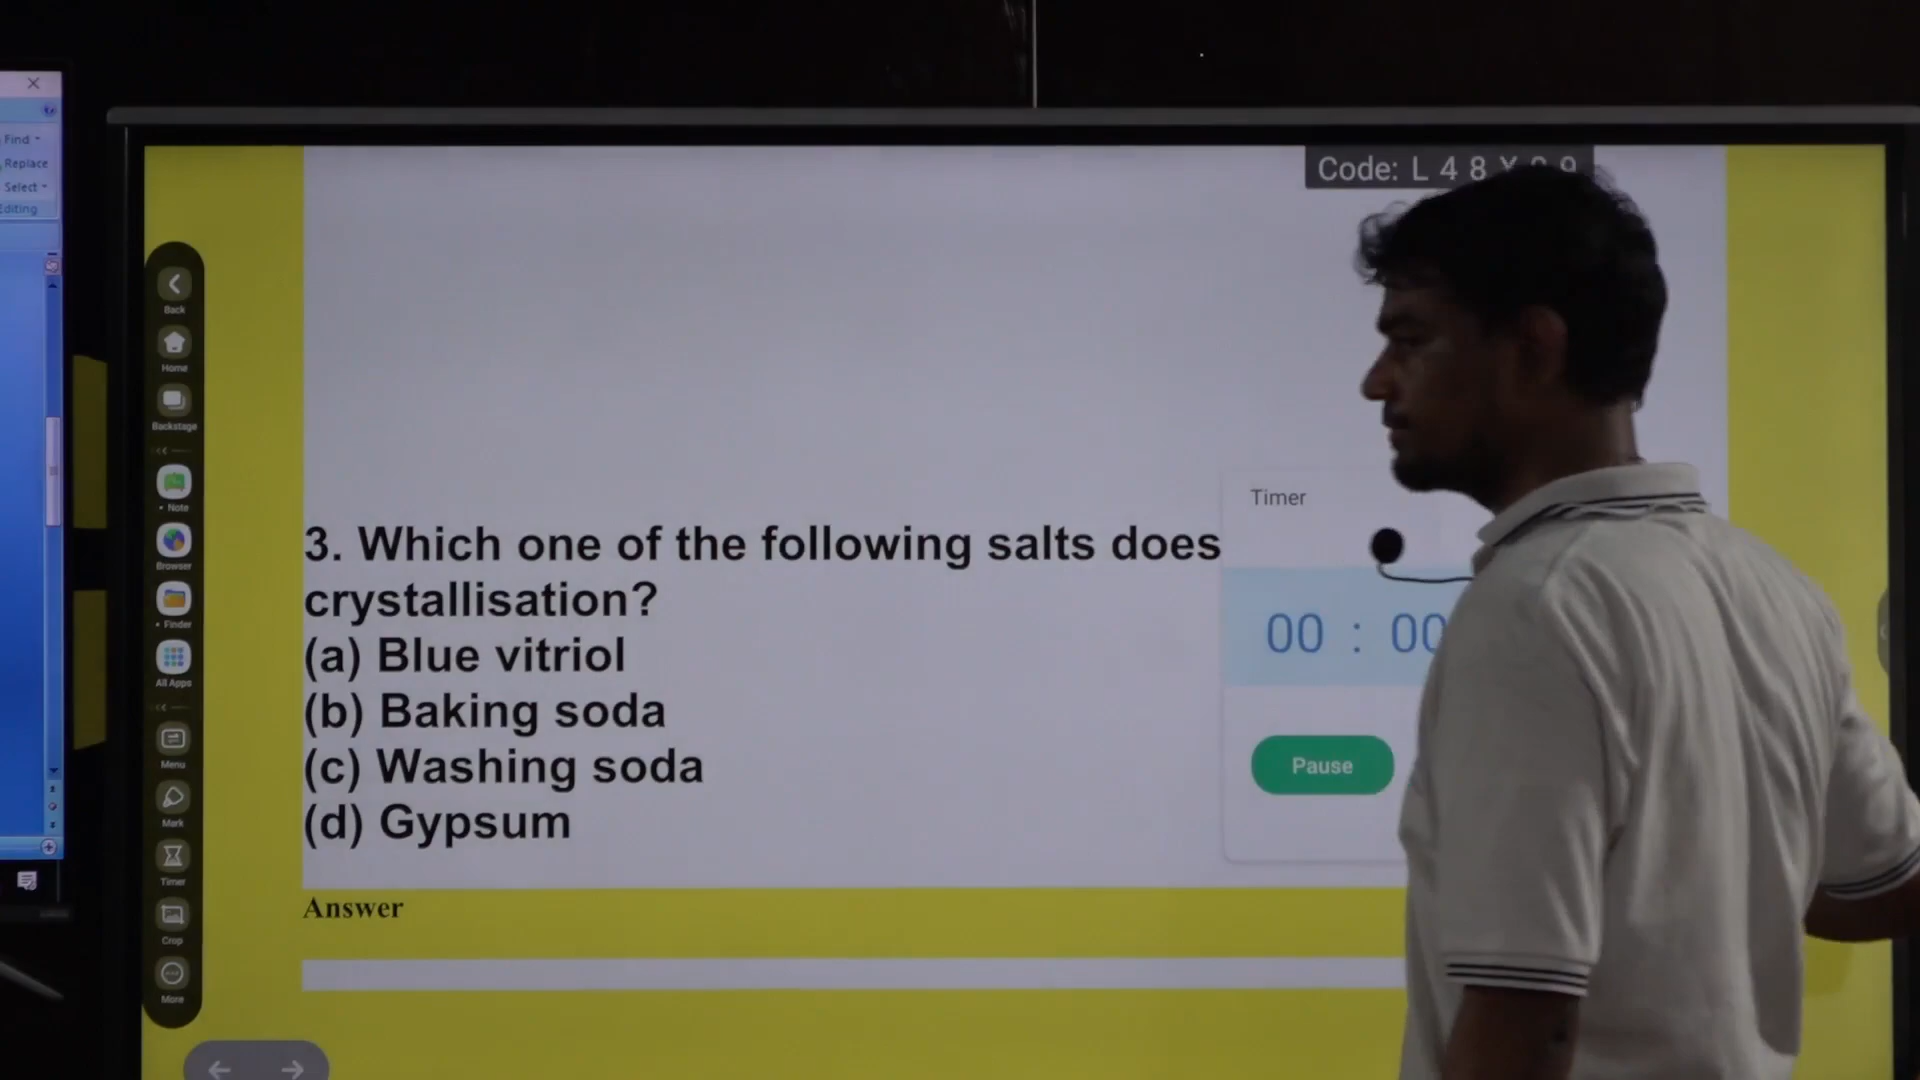 Find
Replace
Select
Editing
Code: L 4 8
Back
Home
Backstage
Note
Browser
Finder
All Apps
Menu
Mark
Timer
Crop
More
3. Which one of the following salts does
crystallisation?
(a) Blue vitriol
(b) Baking soda
(c) Washing soda
(d) Gypsum
Timer
00 : 00
Pause
Answer